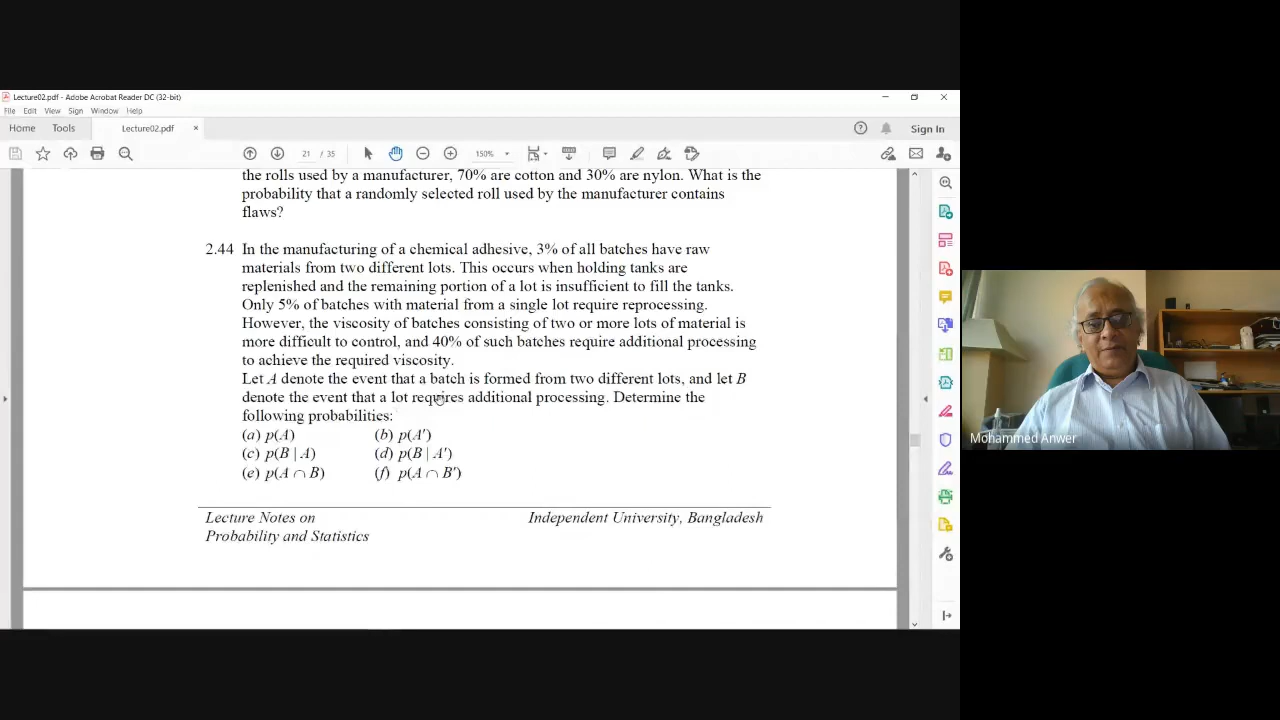 Lecture02.pdf - Adobe Acrobat Reader DC (32-bit)
File Edit View Sign Window Help
Home Tools Lecture02.pdf × Sign In
21 / 35 150%
the rolls used by a manufacturer, 70% are cotton and 30% are nylon. What is the
probability that a randomly selected roll used by the manufacturer contains
flaws?
2.44 In the manufacturing of a chemical adhesive, 3% of all batches have raw
materials from two different lots. This occurs when holding tanks are
replenished and the remaining portion of a lot is insufficient to fill the tanks.
Only 5% of batches with material from a single lot require reprocessing.
However, the viscosity of batches consisting of two or more lots of material is
more difficult to control, and 40% of such batches require additional processing
to achieve the required viscosity.
Let A denote the event that a batch is formed from two different lots, and let B
denote the event that a lot requires additional processing. Determine the
following probabilities:
(a) p(A) (b) p(A′)
(c) p(B | A) (d) p(B | A′)
(e) p(A ∩ B) (f) p(A ∩ B′)
Lecture Notes on Independent University, Bangladesh
Probability and Statistics
Mohammed Anwer